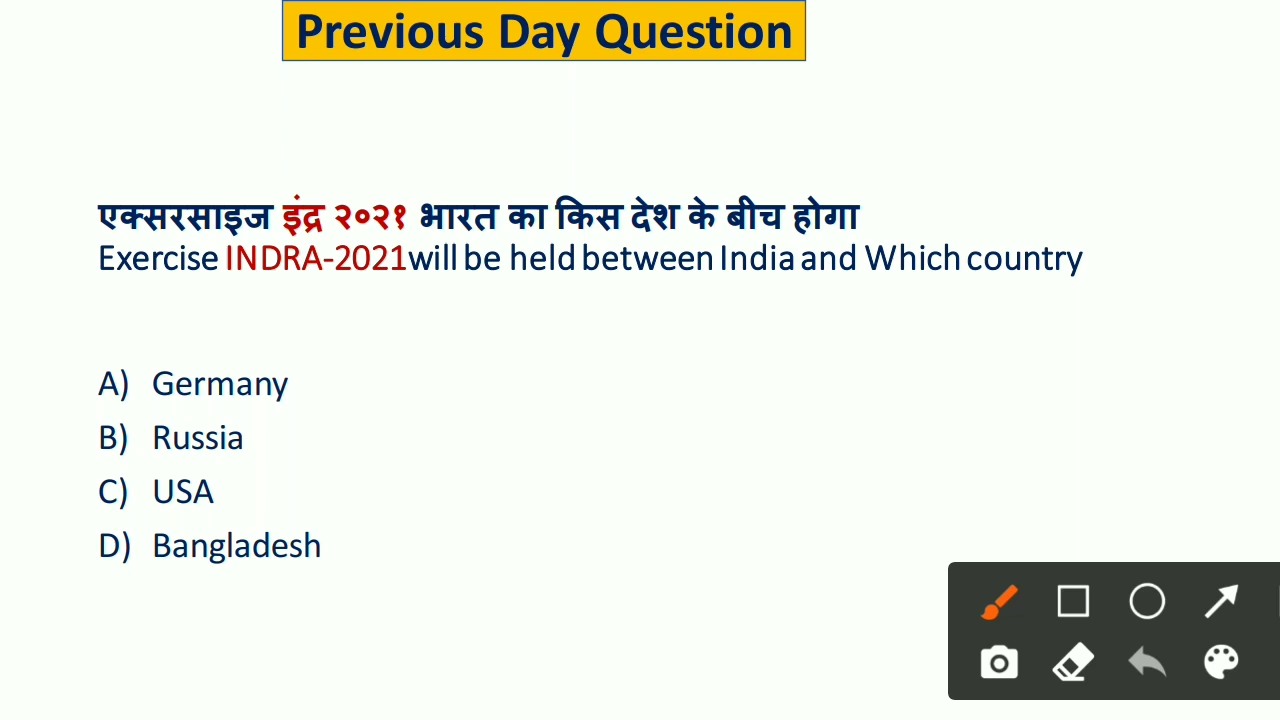 Previous Day Question
एक्सरसाइज इंद्र २०२१ भारत का किस देश के बीच होगा
Exercise INDRA-2021will be held between India and Which country
A) Germany
B) Russia
C) USA
D) Bangladesh